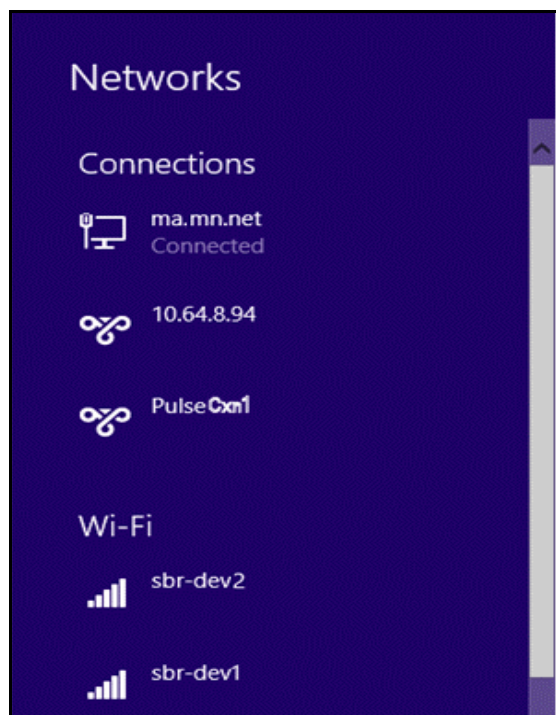 Networks
Connections
ma.mn.net
Connected
10.64.8.94
PulseCxn1
Wi-Fi
sbr-dev2
sbr-dev1